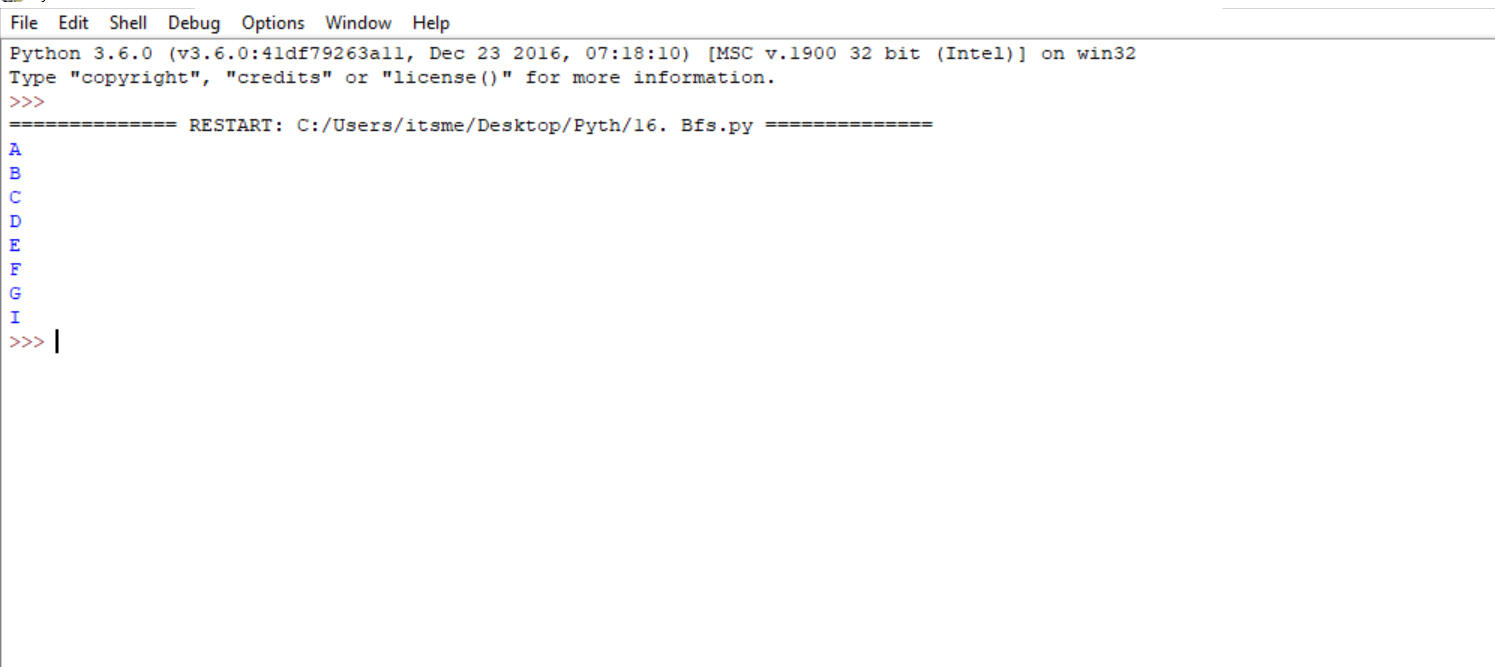 File Edit Shell Debug Options Window Help
Python 3.6.0 (v3.6.0:41df79263a11, Dec 23 2016, 07:18:10) [MSC v.1900 32 bit (Intel)] on win32
Type "copyright", "credits" or "license()" for more information.
>>>
============== RESTART: C:/Users/itsme/Desktop/Pyth/16. Bfs.py ==============
A
B
C
D
E
F
G
I
>>>